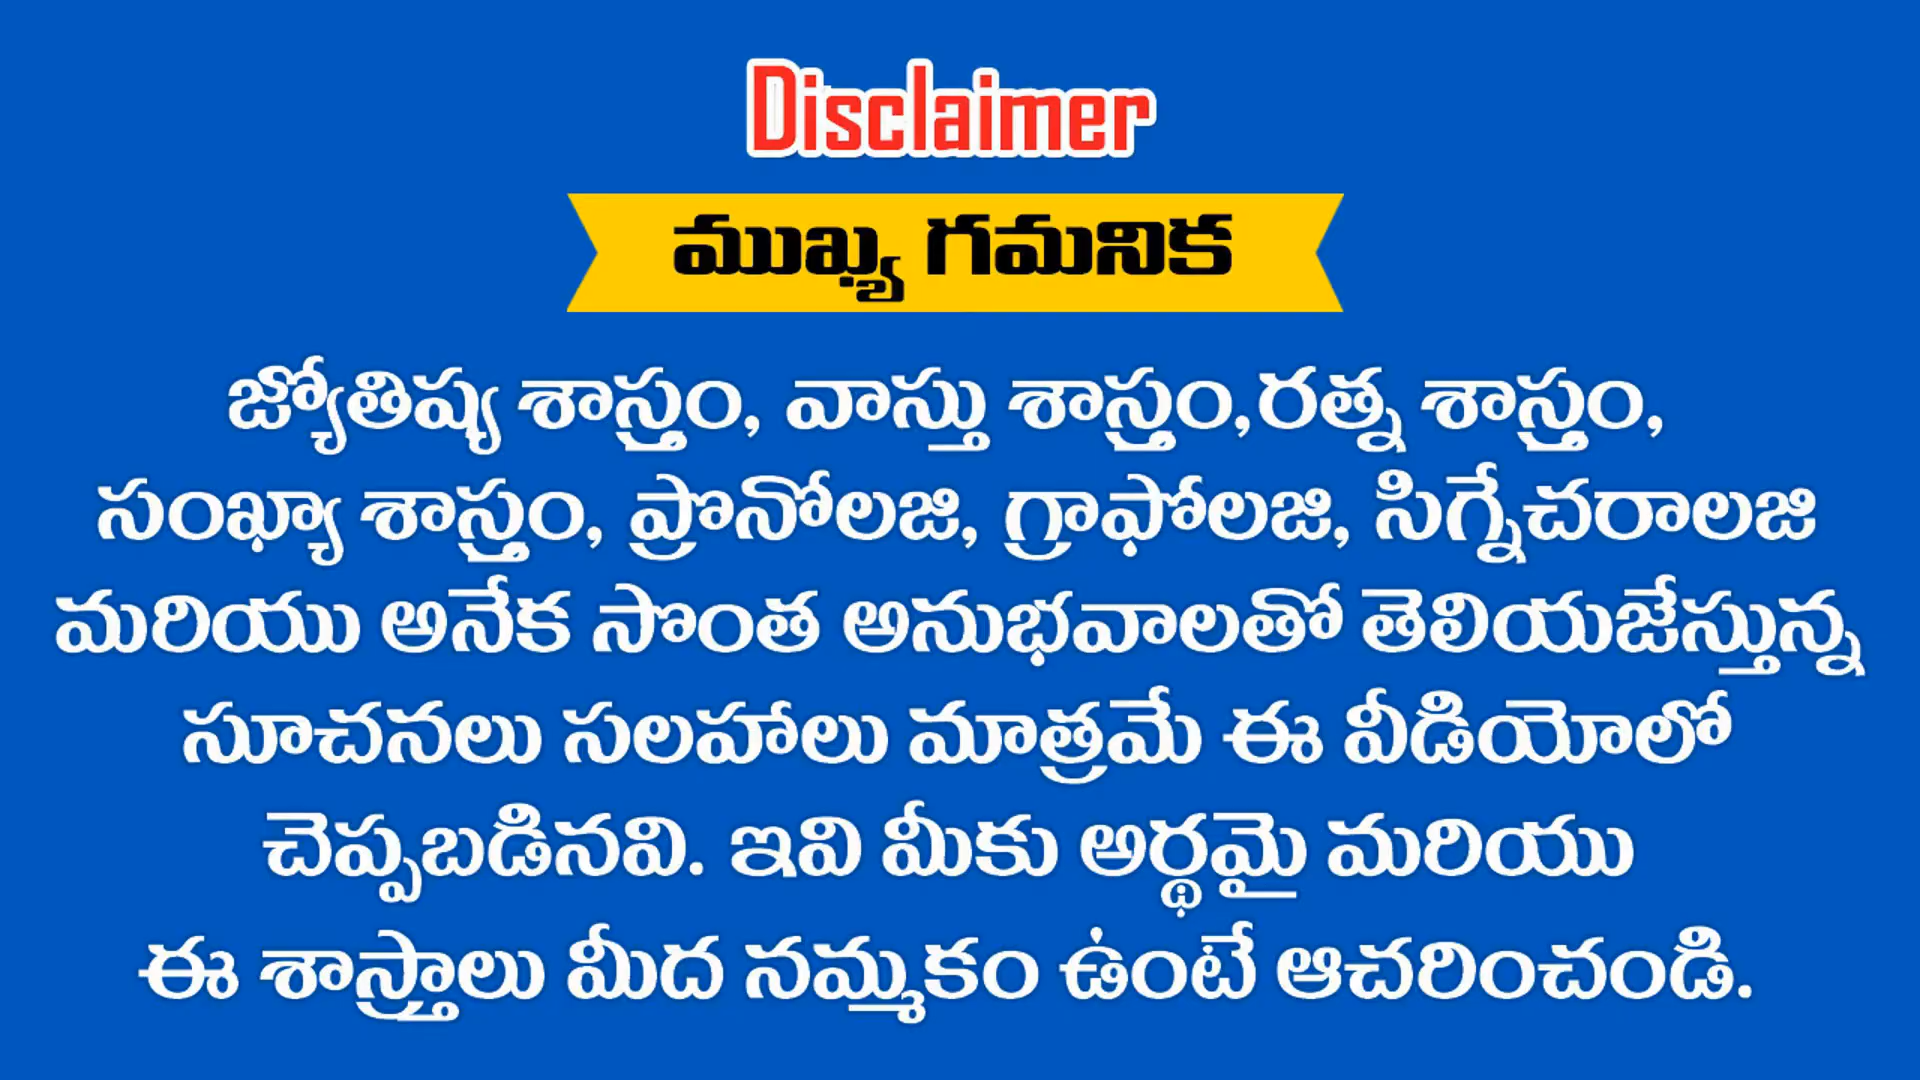 Disclaimer
ముఖ్య గమనిక
జ్యోతిష్య శాస్త్రం, వాస్తు శాస్త్రం,రత్న శాస్త్రం,
సంఖ్యా శాస్త్రం, ప్రొనోలజి, గ్రాఫోలజి, సిగ్నేచరాలజి
మరియు అనేక సొంత అనుభవాలతో తెలియజేస్తున్న
సూచనలు సలహాలు మాత్రమే ఈ వీడియోలో
చెప్పబడినవి. ఇవి మీకు అర్థమై మరియు
ఈ శాస్త్రాలు మీద నమ్మకం ఉంటే ఆచరించండి.